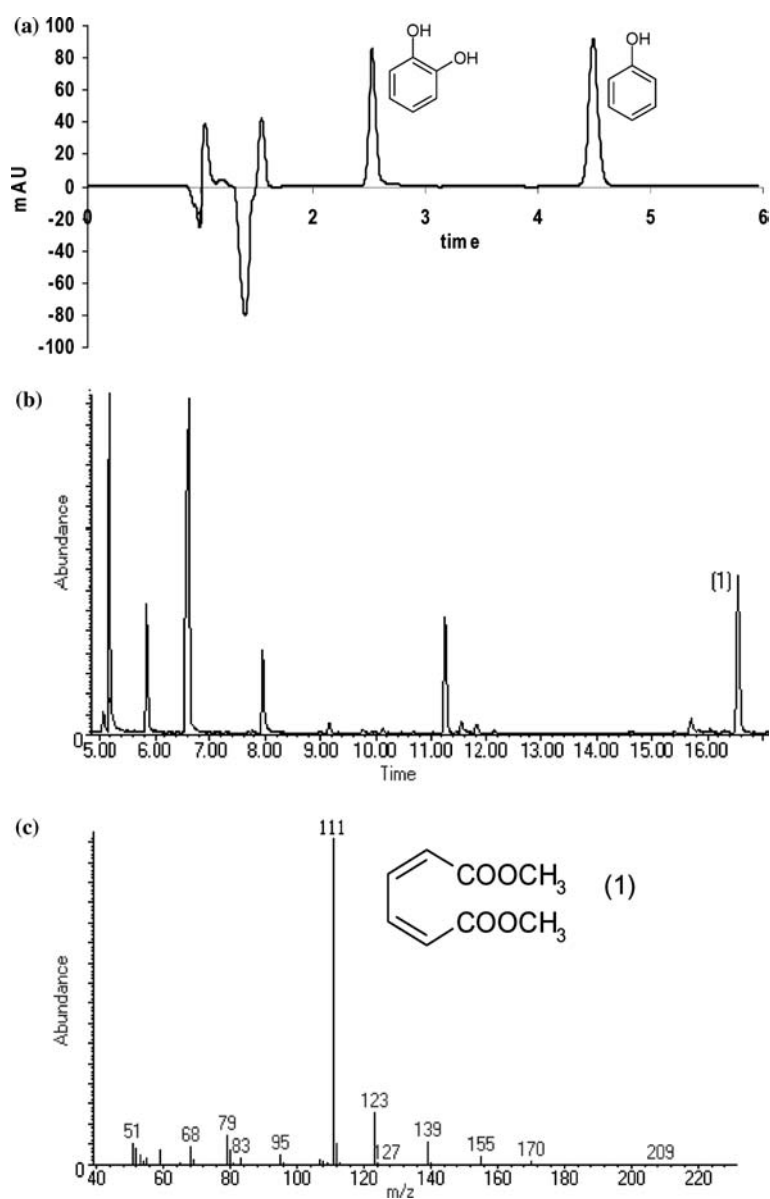 (a)
100
80
60
40
20
0
-20
-40
-60
-80
-100
mAU
0 2 3 4 5 6
time
OH
OH
OH
(b)
Abundance
(1)
0
5.00 6.00 7.00 8.00 9.00 10.00 11.00 12.00 13.00 14.00 15.00 16.00
Time
(c)
111
COOCH3 (1)
COOCH3
Abundance
123
51 68 79 83 95 127 139 155 170 209
0
40 60 80 100 120 140 160 180 200 220
m/z